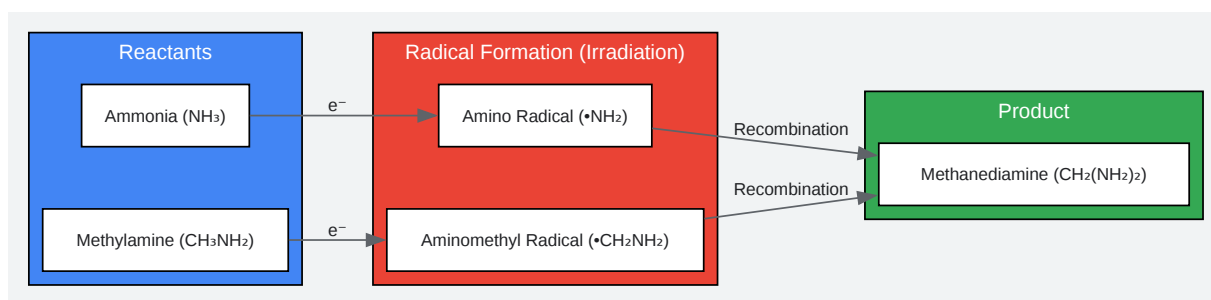 Reactants
Ammonia (NH₃)
Methylamine (CH₃NH₂)
e⁻
e⁻
Radical Formation (Irradiation)
Amino Radical (•NH₂)
Aminomethyl Radical (•CH₂NH₂)
Recombination
Recombination
Product
Methanediamine (CH₂(NH₂)₂)